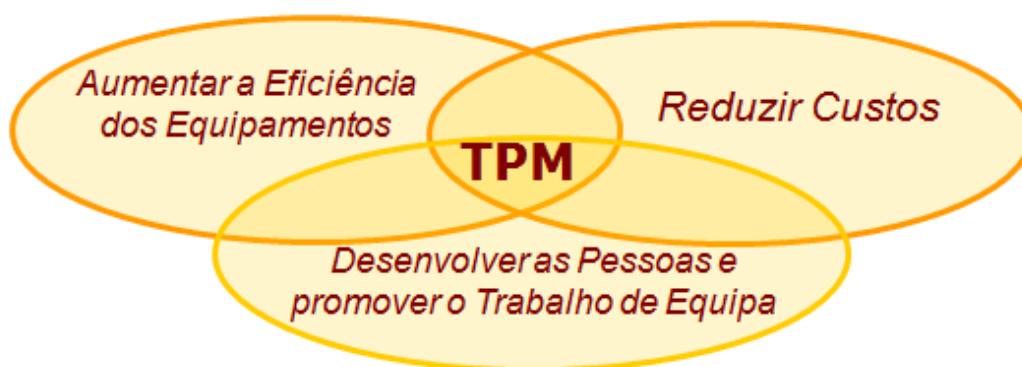 Aumentar a Eficiência
dos Equipamentos
Reduzir Custos
TPM
Desenvolver as Pessoas e
promover o Trabalho de Equipa